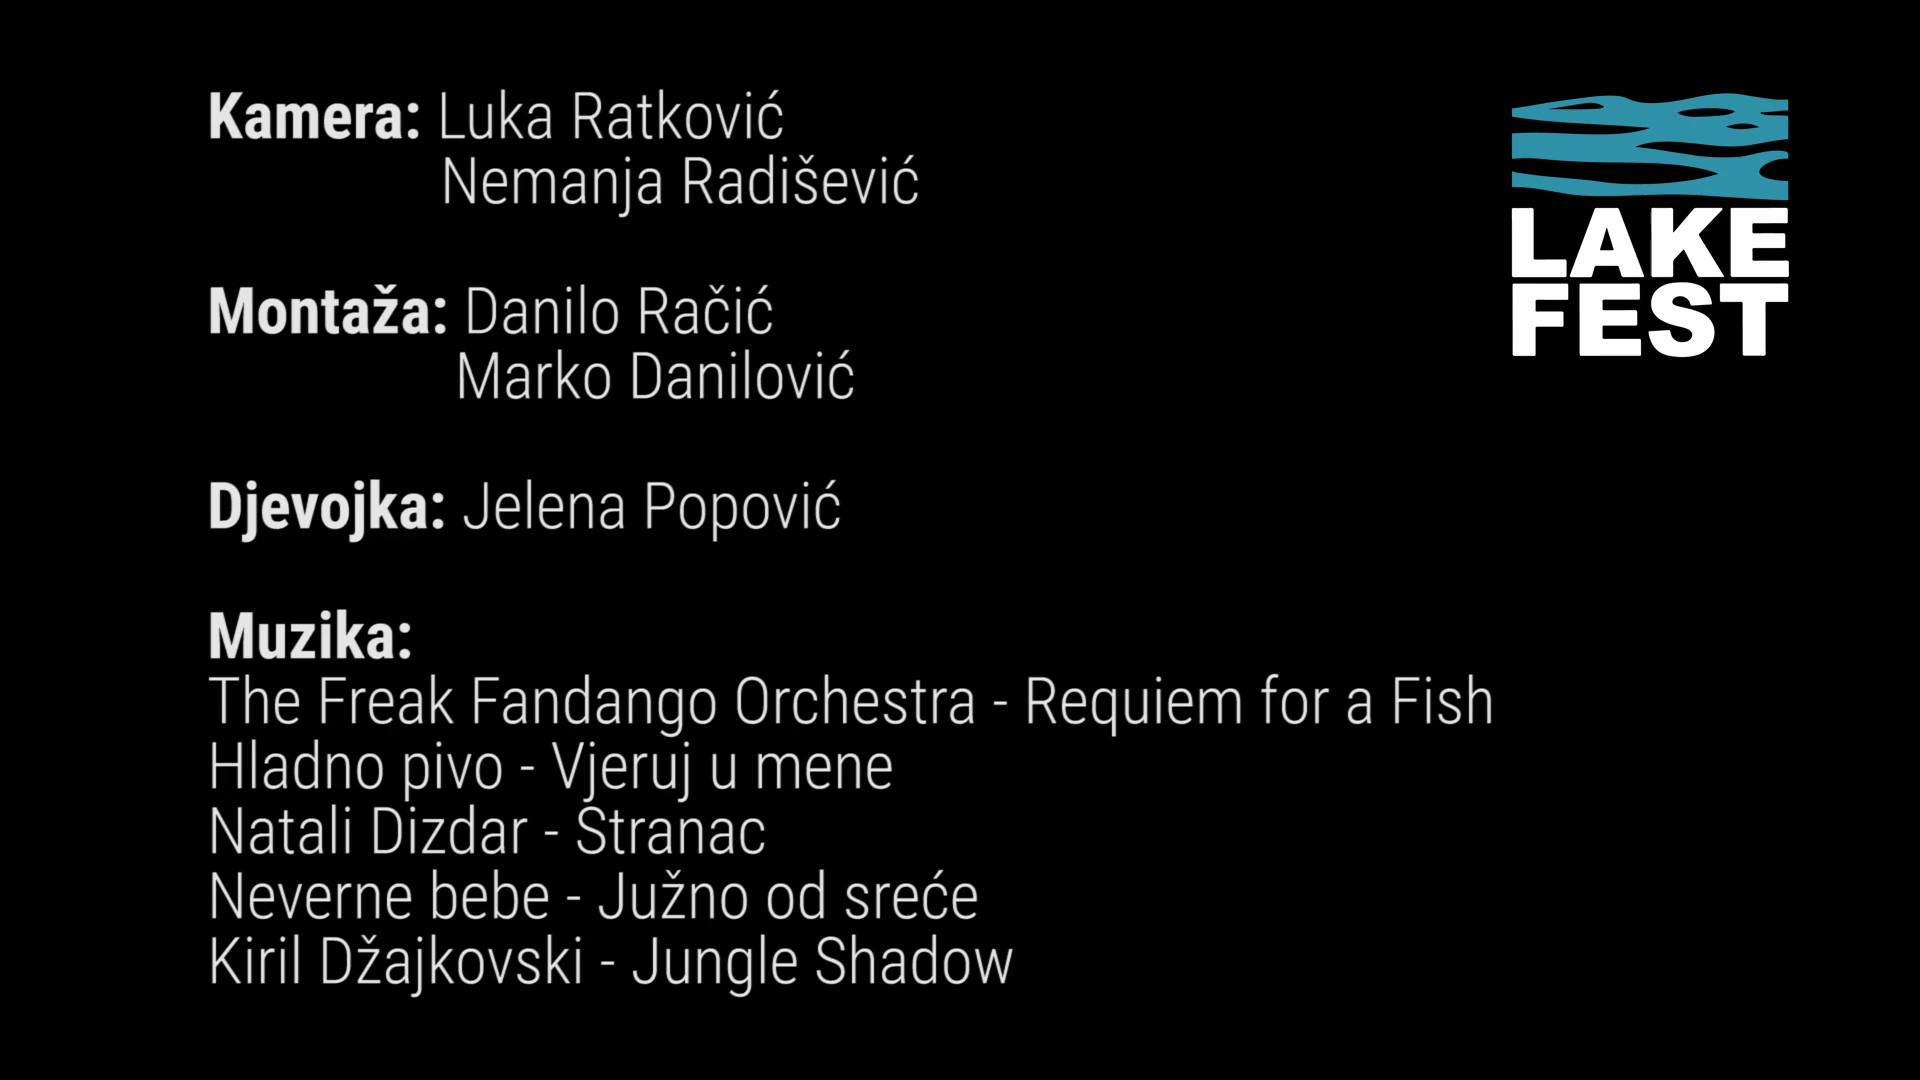 Kamera: Luka Ratković
Nemanja Radišević
Montaža: Danilo Račić
Marko Danilović
Djevojka: Jelena Popović
Muzika:
The Freak Fandango Orchestra - Requiem for a Fish
Hladno pivo - Vjeruj u mene
Natali Dizdar - Stranac
Neverne bebe - Južno od sreće
Kiril Džajkovski - Jungle Shadow
LAKE
FEST